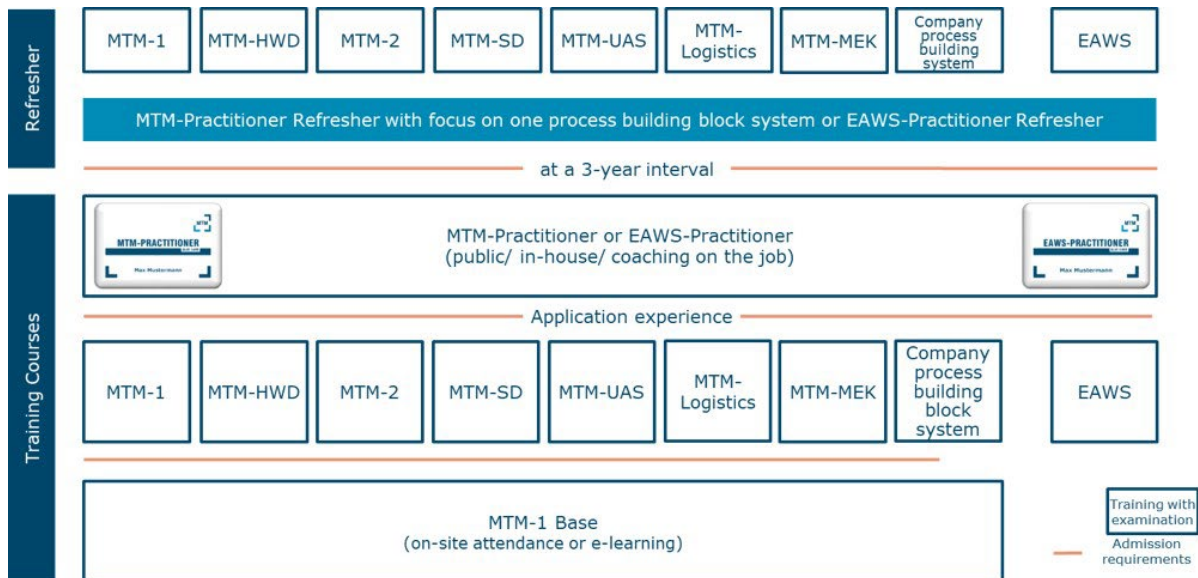 Refresher
MTM-1
MTM-HWD
MTM-2
MTM-SD
MTM-UAS
MTM-
Logistics
MTM-MEK
Company
process
building
system
EAWS
MTM-Practitioner Refresher with focus on one process building block system or EAWS-Practitioner Refresher
at a 3-year interval
Training Courses
MTM
MTM-PRACTITIONER
Max Mustermann
MTM-Practitioner or EAWS-Practitioner
(public/ in-house/ coaching on the job)
MTM
EAWS-PRACTITIONER
Max Mustermann
Application experience
MTM-1
MTM-HWD
MTM-2
MTM-SD
MTM-UAS
MTM-
Logistics
MTM-MEK
Company
process
building
block
system
EAWS
MTM-1 Base
(on-site attendance or e-learning)
Training with
examination
Admission
requirements